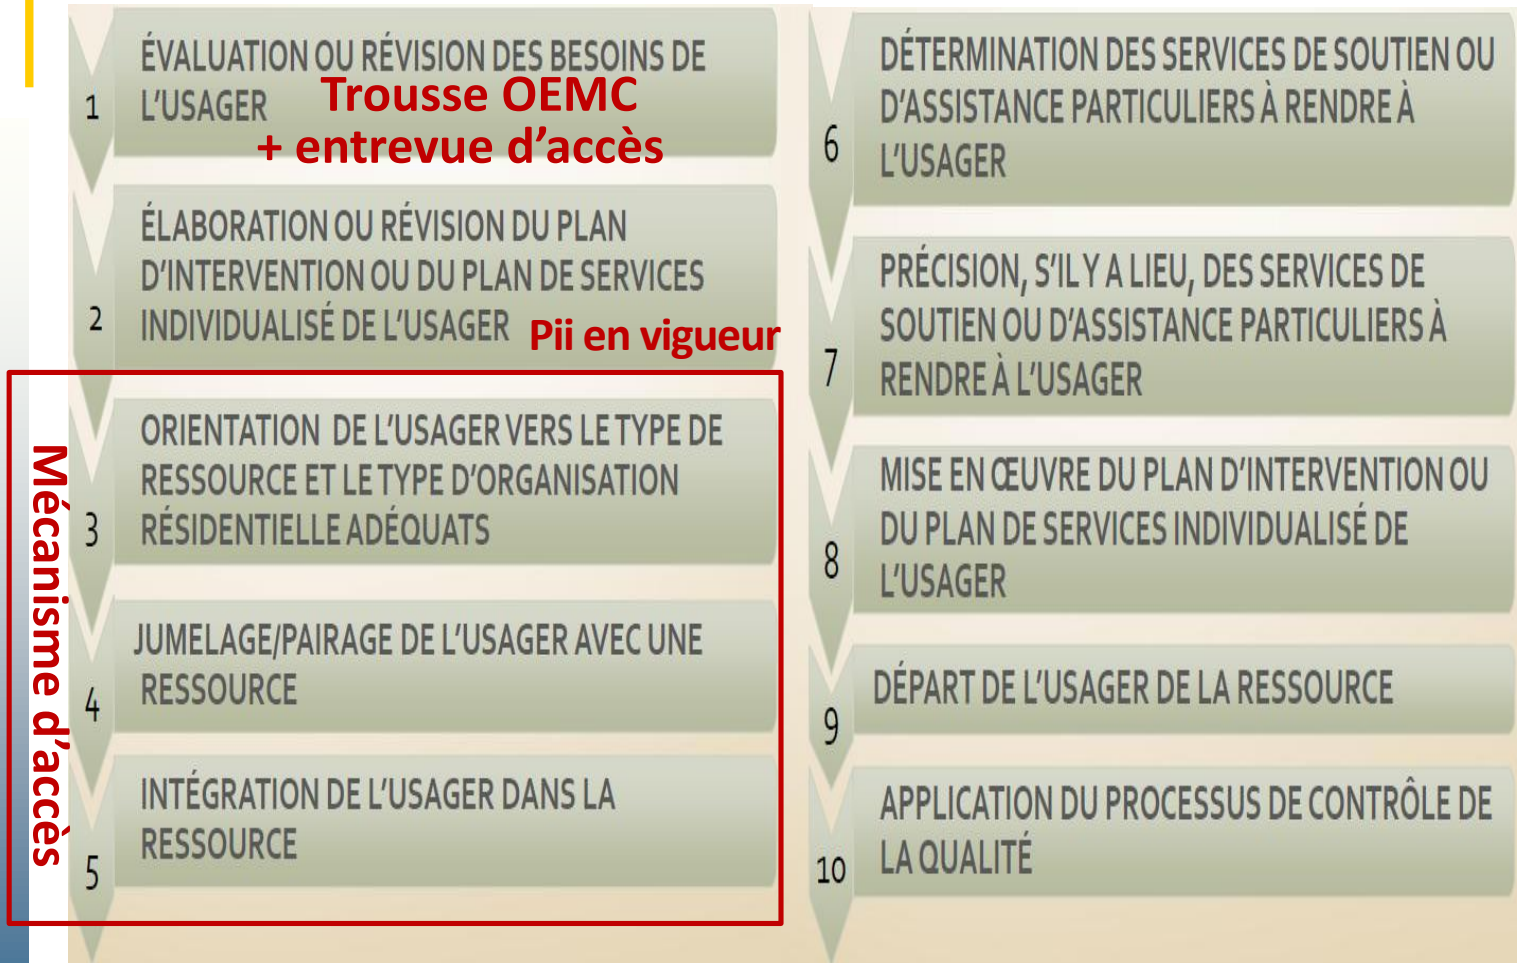 1
ÉVALUATION OU RÉVISION DES BESOINS DE
L'USAGER
Trousse OEMC
+ entrevue d'accès
2
ÉLABORATION OU RÉVISION DU PLAN
D'INTERVENTION OU DU PLAN DE SERVICES
INDIVIDUALISÉ DE L'USAGER
Pii en vigueur
Mécanisme d'accès
3
ORIENTATION DE L'USAGER VERS LE TYPE DE
RESSOURCE ET LE TYPE D'ORGANISATION
RÉSIDENTIELLE ADÉQUATS
4
JUMELAGE/PAIRAGE DE L'USAGER AVEC UNE
RESSOURCE
5
INTÉGRATION DE L'USAGER DANS LA
RESSOURCE
6
DÉTERMINATION DES SERVICES DE SOUTIEN OU
D'ASSISTANCE PARTICULIERS À RENDRE À
L'USAGER
7
PRÉCISION, S'IL Y A LIEU, DES SERVICES DE
SOUTIEN OU D'ASSISTANCE PARTICULIERS À
RENDRE À L'USAGER
8
MISE EN ŒUVRE DU PLAN D'INTERVENTION OU
DU PLAN DE SERVICES INDIVIDUALISÉ DE
L'USAGER
9
DÉPART DE L'USAGER DE LA RESSOURCE
10
APPLICATION DU PROCESSUS DE CONTRÔLE DE
LA QUALITÉ